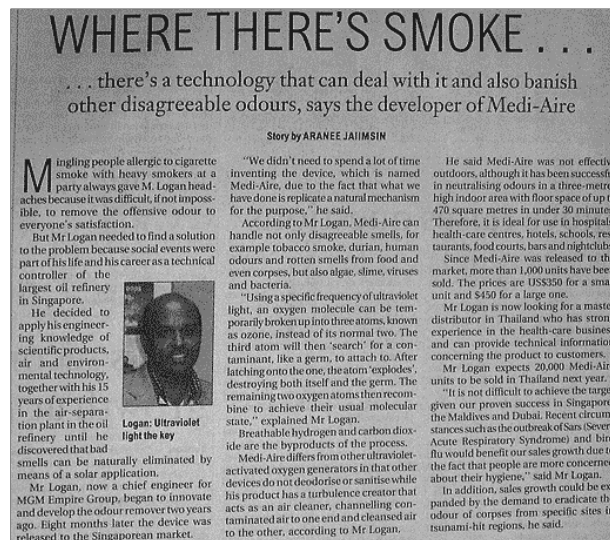 WHERE THERE'S SMOKE . . .
. . . there's a technology that can deal with it and also banish
other disagreeable odours, says the developer of Medi-Aire
Story by ARANEE JAIIMSIN
Mingling people allergic to cigarette
smoke with heavy smokers at a
party always gave M. Logan head-
aches because it was difficult, if not imposs-
ible, to remove the offensive odour to
everyone's satisfaction.
But Mr Logan needed to find a solution
to the problem because social events were
part of his life and his career as a technical
controller of the
largest oil refinery
in Singapore.
He decided to
apply his engineer-
ing knowledge of
scientific products,
air and environ-
mental technology,
together with his 15
years of experience
in the air-separa-
tion plant in the oil
refinery until he
discovered that bad
smells can be naturally eliminated by
means of a solar application.
Mr Logan, now a chief engineer for
MGM Empire Group, began to innovate
and develop the odour remover two years
ago. Eight months later the device was
released to the Singaporean market.
Logan: Ultraviolet
light the key
"We didn't need to spend a lot of time
inventing the device, which is named
Medi-Aire, due to the fact that what we
have done is replicate a natural mechanism
for the purpose," he said.
According to Mr Logan, Medi-Aire can
handle not only disagreeable smells, for
example tobacco smoke, durian, human
odours and rotten smells from food and
even corpses, but also algae, slime, viruses
and bacteria.
"Using a specific frequency of ultraviolet
light, an oxygen molecule can be tem-
porarily broken up into three atoms, known
as ozone, instead of its normal two. The
third atom will then 'search' for a con-
taminant, like a germ, to attach to. After
latching onto the one, the atom 'explodes',
destroying both itself and the germ. The
remaining two oxygen atoms then recom-
bine to achieve their usual molecular
state," explained Mr Logan.
Breathable hydrogen and carbon diox-
ide are the byproducts of the process.
Medi-Aire differs from other ultraviolet-
activated oxygen generators in that other
devices do not deodorise or sanitise while
his product has a turbulence creator that
acts as an air cleaner, channelling con-
taminated air to one end and cleansed air
to the other, according to Mr Logan.
He said Medi-Aire was not effective
outdoors, although it has been successf
in neutralising odours in a three-metre
high indoor area with floor space of up t
470 square metres in under 30 minutes
Therefore, it is ideal for use in hospitals
health-care centres, hotels, schools, res
taurants, food courts, bars and nightclubs
Since Medi-Aire was released to th
market, more than 1,000 units have been
sold. The prices are US$350 for a sma
unit and $450 for a large one.
Mr Logan is now looking for a maste
distributor in Thailand who has stron
experience in the health-care busines
and can provide technical information
concerning the product to customers.
Mr Logan expects 20,000 Medi-Air
units to be sold in Thailand next year.
"It is not difficult to achieve the targe
given our proven success in Singapore
the Maldives and Dubai. Recent circum
stances such as the outbreak of Sars (Sever
Acute Respiratory Syndrome) and bir
flu would benefit our sales growth due to
the fact that people are more concerne
about their hygiene," said Mr Logan.
In addition, sales growth could be ex
panded by the demand to eradicate th
odour of corpses from specific sites i
tsunami-hit regions, he said.